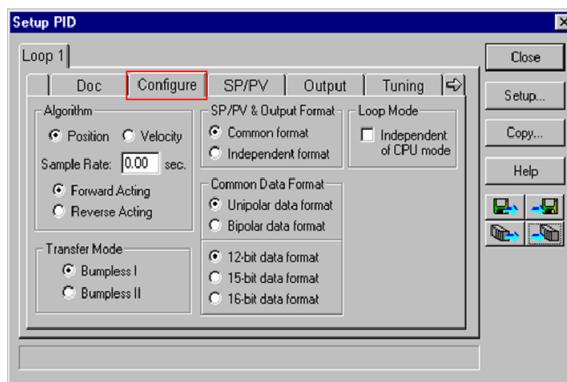 Setup PID
Loop 1
Doc
Configure
SP/PV
Output
Tuning
Algorithm
Position
Velocity
Sample Rate: 0.00 sec.
Forward Acting
Reverse Acting
Transfer Mode
Bumpless I
Bumpless II
SP/PV & Output Format
Common format
Independent format
Common Data Format
Unipolar data format
Bipolar data format
12-bit data format
15-bit data format
16-bit data format
Loop Mode
Independent
of CPU mode
Close
Setup...
Copy...
Help